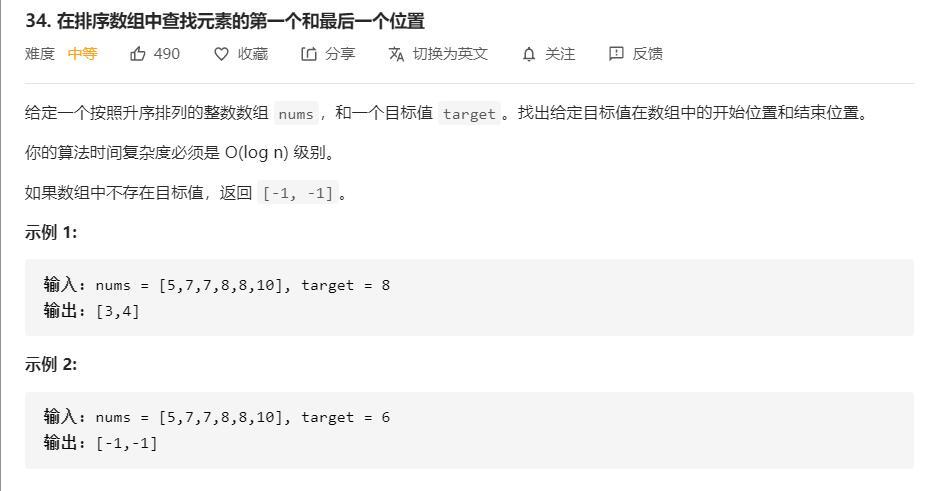 34. 在排序数组中查找元素的第一个和最后一个位置
难度 中等 490 收藏 分享 切换为英文 关注 反馈
给定一个按照升序排列的整数数组 nums，和一个目标值 target。找出给定目标值在数组中的开始位置和结束位置。
你的算法时间复杂度必须是 O(log n) 级别。
如果数组中不存在目标值，返回 [-1, -1]。
示例 1:
输入: nums = [5,7,7,8,8,10], target = 8
输出: [3,4]
示例 2:
输入: nums = [5,7,7,8,8,10], target = 6
输出: [-1,-1]